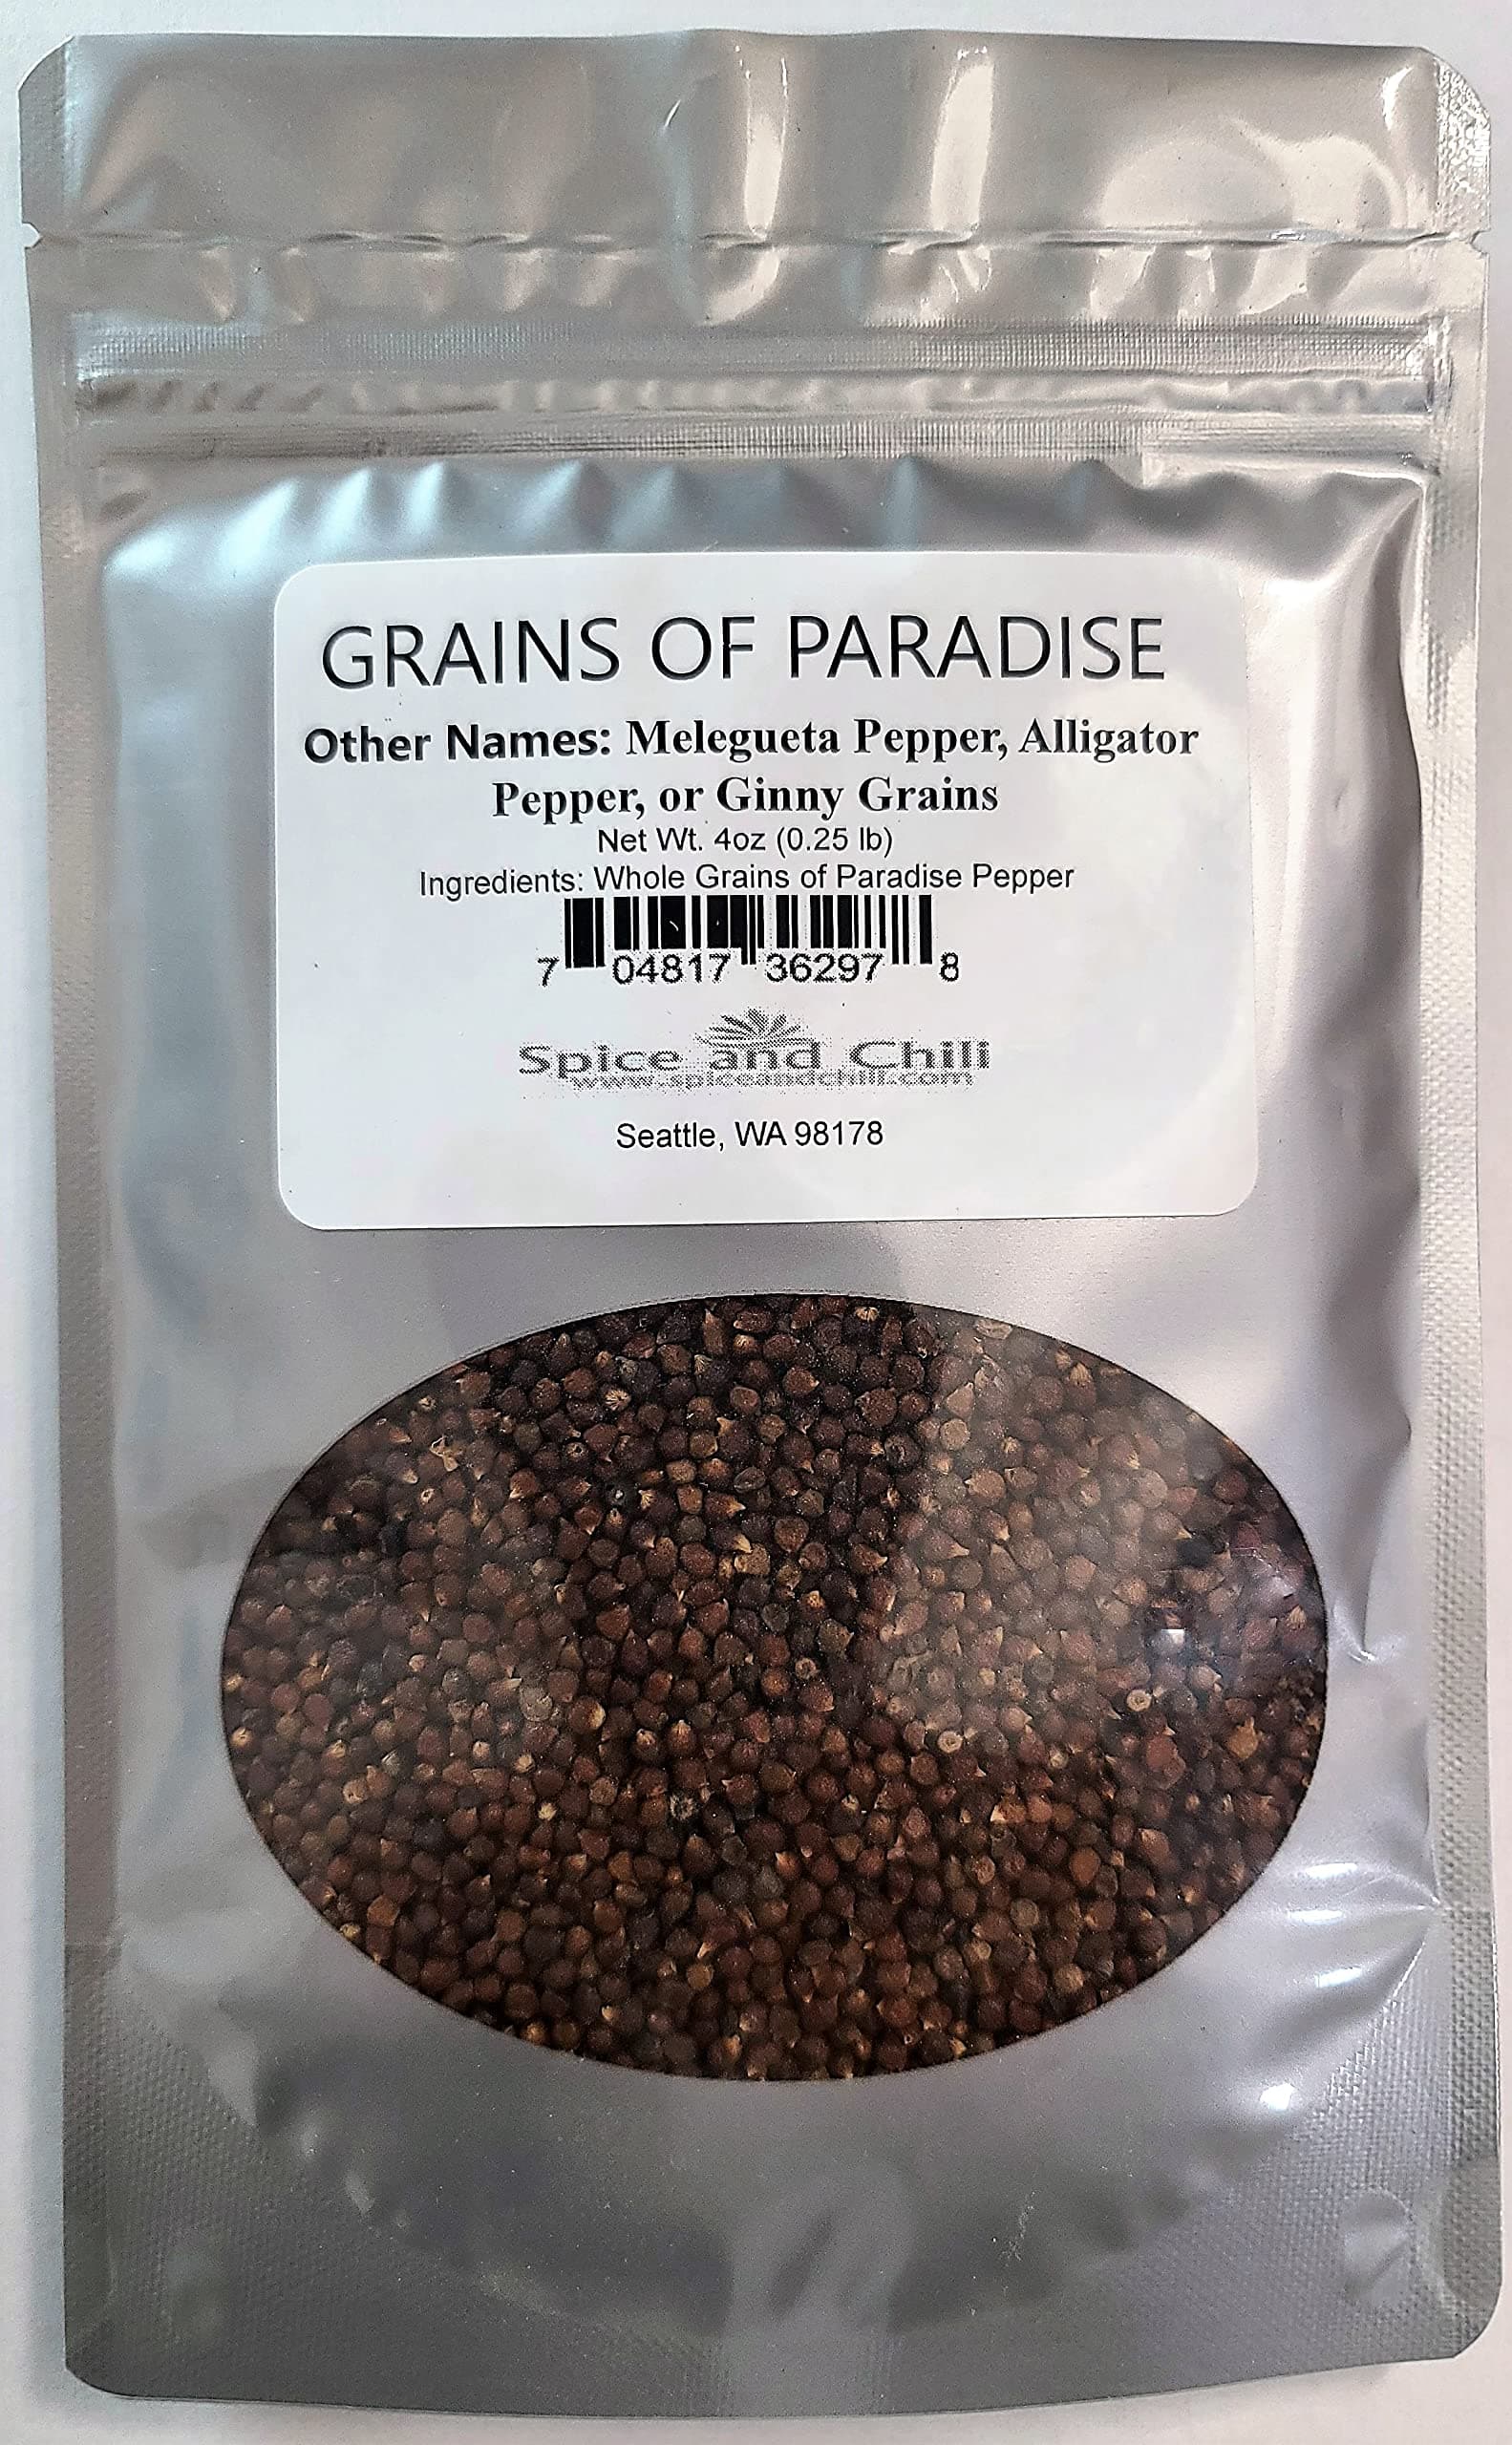 GRAINS OF PARADISE
Other Names: Melegueta Pepper, Alligator
Pepper, or Ginny Grains
Net Wt. 4oz (0.25 lb)
Ingredients: Whole Grains of Paradise Pepper
7 04817 36297 8
Spice and Chili
www.spiceandchili.com
Seattle, WA 98178